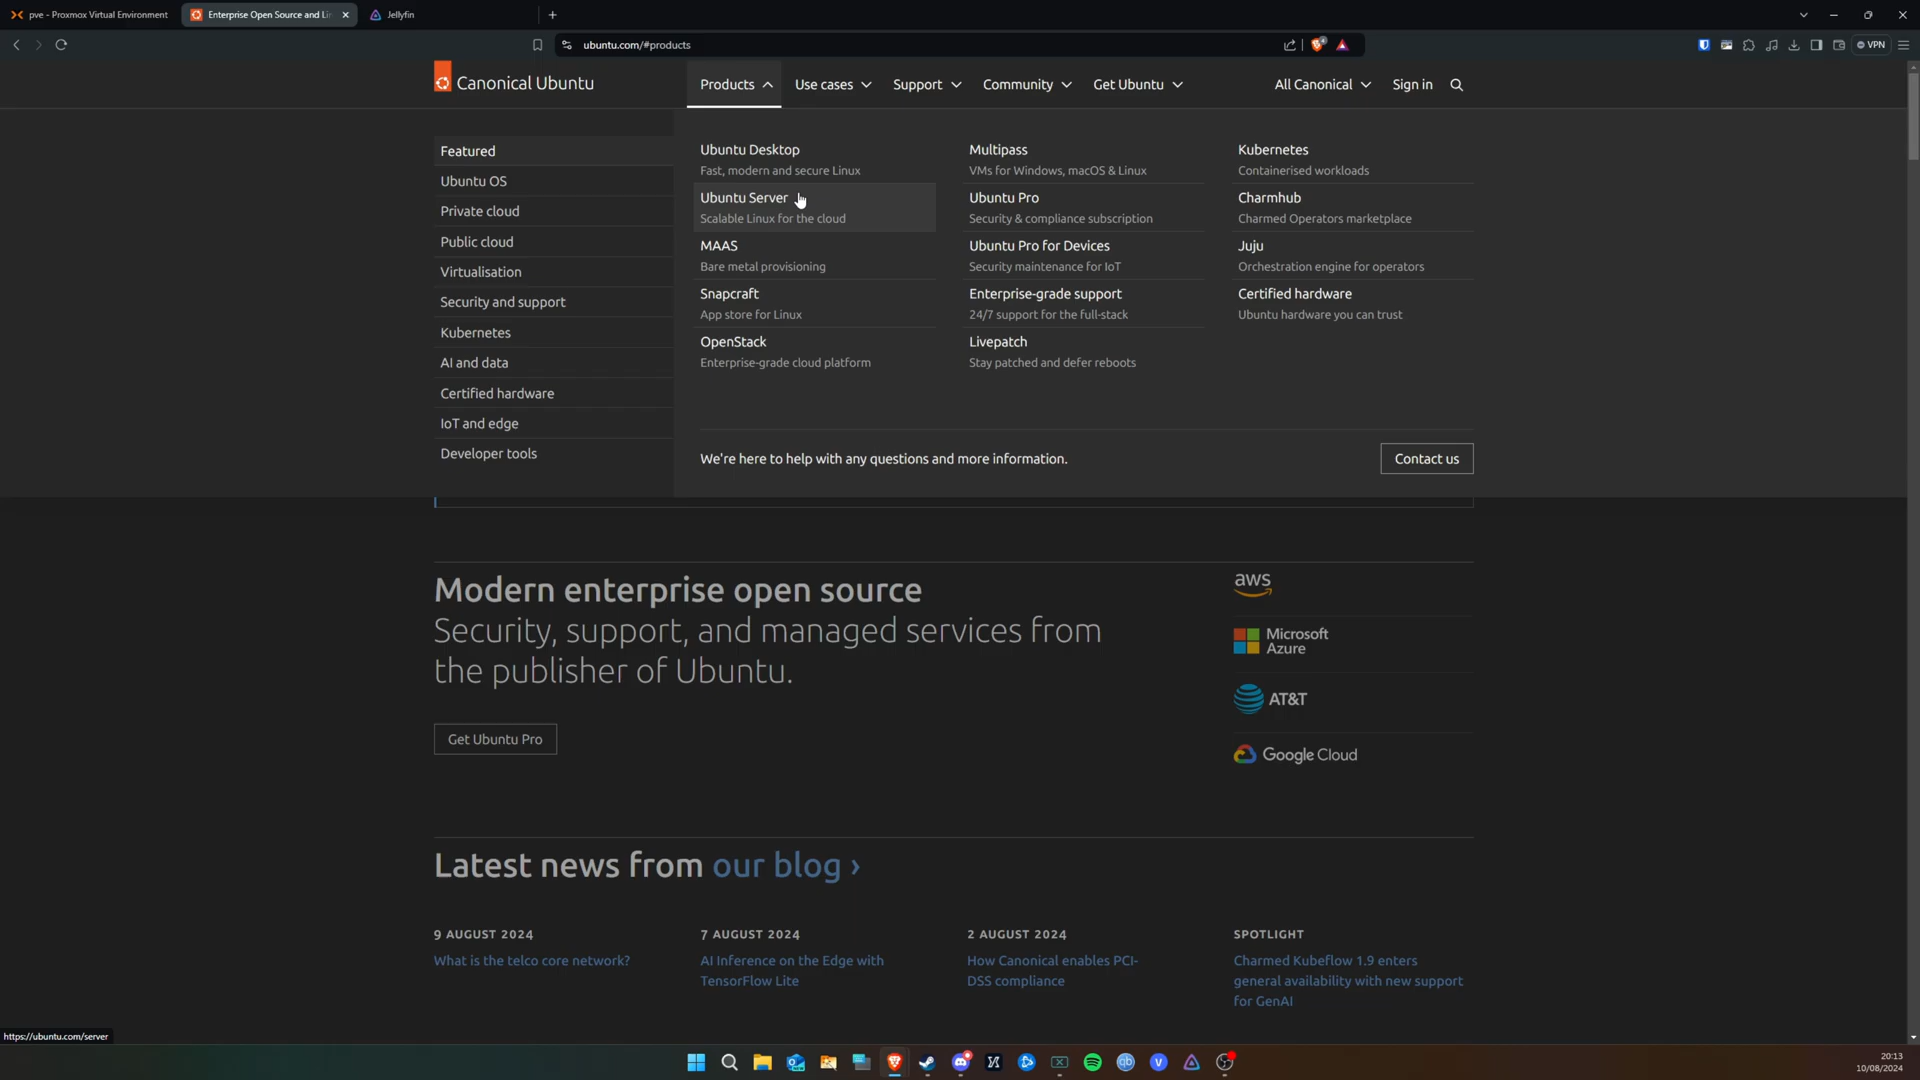 pve - Proxmox Virtual Environment
Enterprise Open Source and Li
Jellyfin
ubuntu.com/#products
VPN
Canonical Ubuntu
Products
Use cases
Support
Community
Get Ubuntu
All Canonical
Sign in
Featured
Ubuntu OS
Private cloud
Public cloud
Virtualisation
Security and support
Kubernetes
AI and data
Certified hardware
IoT and edge
Developer tools
Ubuntu Desktop
Fast, modern and secure Linux
Ubuntu Server
Scalable Linux for the cloud
MAAS
Bare metal provisioning
Snapcraft
App store for Linux
OpenStack
Enterprise-grade cloud platform
Multipass
VMs for Windows, macOS & Linux
Ubuntu Pro
Security & compliance subscription
Ubuntu Pro for Devices
Security maintenance for IoT
Enterprise-grade support
24/7 support for the full-stack
Livepatch
Stay patched and defer reboots
Kubernetes
Containerised workloads
Charmhub
Charmed Operators marketplace
Juju
Orchestration engine for operators
Certified hardware
Ubuntu hardware you can trust
We're here to help with any questions and more information.
Contact us
Modern enterprise open source
Security, support, and managed services from
the publisher of Ubuntu.
Get Ubuntu Pro
aws
Microsoft
Azure
AT&T
Google Cloud
Latest news from our blog ›
9 AUGUST 2024
What is the telco core network?
7 AUGUST 2024
AI Inference on the Edge with
TensorFlow Lite
2 AUGUST 2024
How Canonical enables PCI-
DSS compliance
SPOTLIGHT
Charmed Kubeflow 1.9 enters
general availability with new support
for GenAI
https://ubuntu.com/server
20:13
10/08/2024